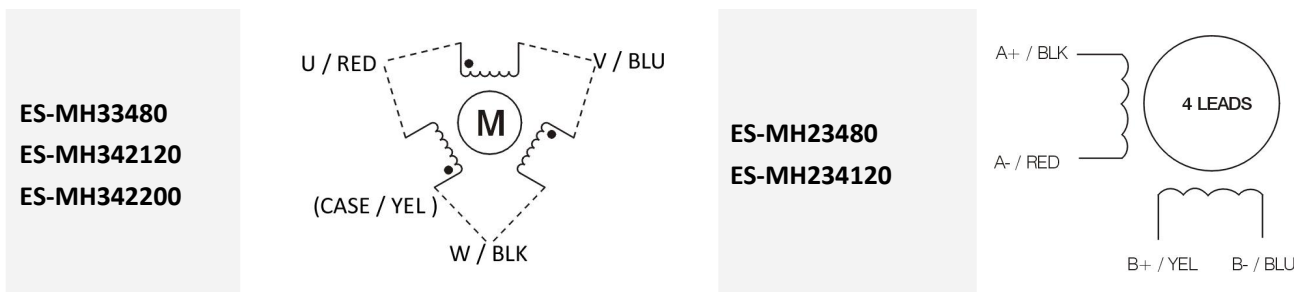 ES-MH33480
ES-MH342120
ES-MH342200
U / RED
V / BLU
M
(CASE / YEL )
W / BLK
ES-MH23480
ES-MH234120
A+ / BLK
4 LEADS
A- / RED
B+ / YEL
B- / BLU